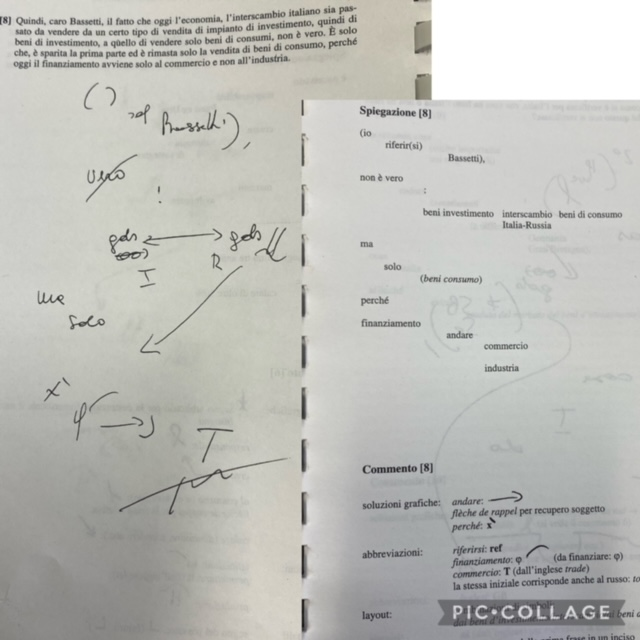 [8] Quindi, caro Bassetti, il fatto che oggi l'economia, l'interscambio italiano sia pas-
sato da vendere da un certo tipo di vendita di impianto di investimento, quindi di
beni di investimento, a quello di vendere solo beni di consumi, non è vero. È solo
che, è sparita la prima parte ed è rimasta solo la vendita di beni di consumo, perché
oggi il finanziamento avviene solo al commercio e non all'industria.
( )
ref Bassetti),
vero
!
gds gds
I R
ma
solo
x`
φ
T
Spiegazione [8]
(io
riferir(si)
Bassetti),
non è vero
:
beni investimento interscambio beni di consumo
Italia-Russia
ma
solo
(beni consumo)
perché
finanziamento
andare
commercio
industria
Commento [8]
soluzioni grafiche: andare: →
flèche de rappel per recupero soggetto
perché: x`
abbreviazioni: riferirsi: ref
finanziamento: φ (da finanziare: φ)
commercio: T (dall'inglese trade)
la stessa iniziale corrisponde anche al russo:
layout:
PIC•COLLAGE